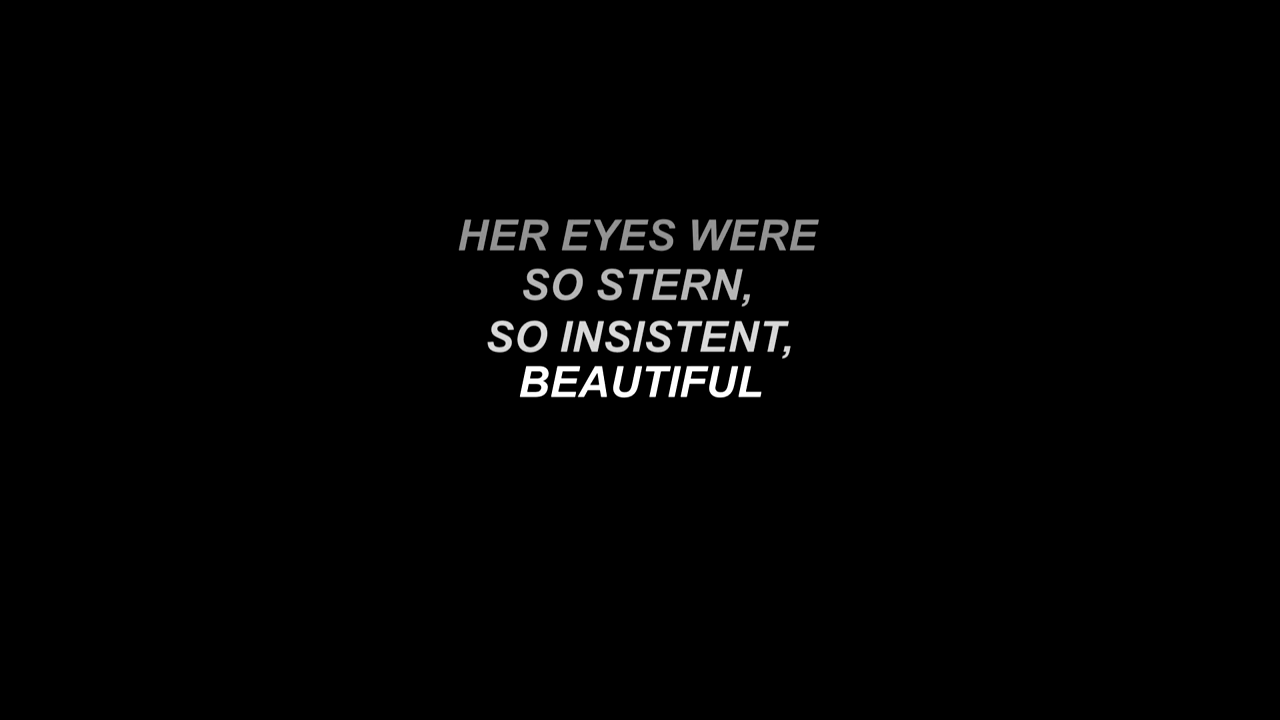 HER EYES WERE
SO STERN,
SO INSISTENT,
BEAUTIFUL